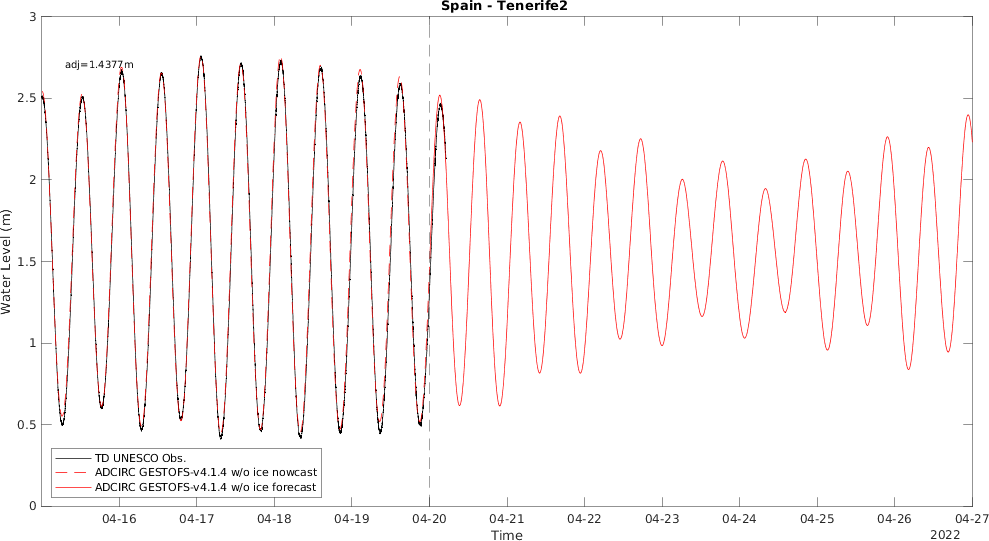 Spain - Tenerife2
adj=1.4377m
Water Level (m)
3
2.5
2
1.5
1
0.5
0
TD UNESCO Obs.
ADCIRC GESTOFS-v4.1.4 w/o ice nowcast
ADCIRC GESTOFS-v4.1.4 w/o ice forecast
04-16 04-17 04-18 04-19 04-20 04-21 04-22 04-23 04-24 04-25 04-26 04-27
Time
2022